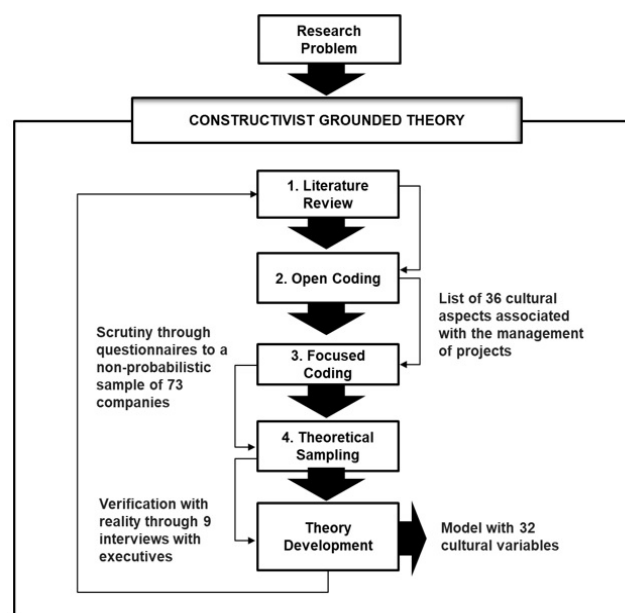 Research
Problem
CONSTRUCTIVIST GROUNDED THEORY
1. Literature
Review
2. Open Coding
List of 36 cultural
aspects associated
with the management
of projects
Scrutiny through
questionnaires to a
non-probabilistic
sample of 73
companies
3. Focused
Coding
4. Theoretical
Sampling
Verification with
reality through 9
interviews with
executives
Theory
Development
Model with 32
cultural variables